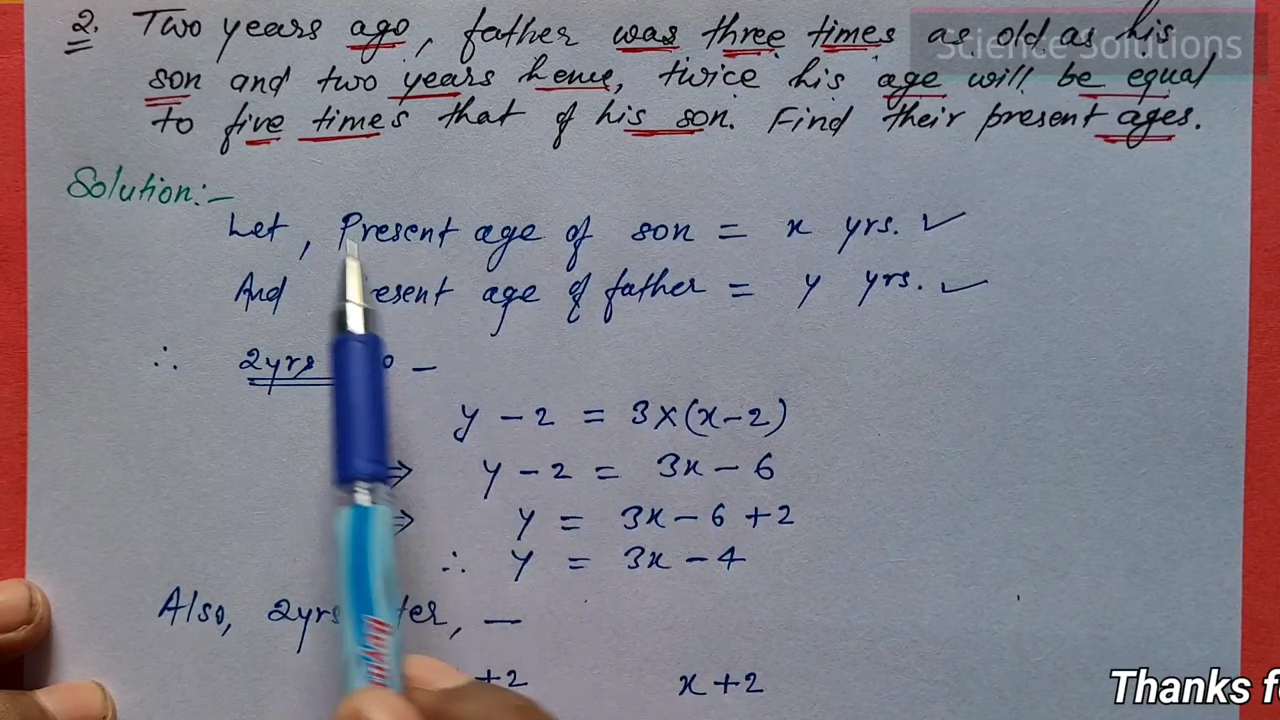 2. Two years ago, father was three times as old as his
Science Solutions
son and two years hence, twice his age will be equal
to five times that of his son. Find their present ages.
Solution:-
Let, Present age of son = x yrs. ✓
And resent age of father = y yrs. ✓
∴ 2yrs o –
y - 2 = 3×(x-2)
⇒ y - 2 = 3x - 6
⇒ y = 3x - 6 + 2
∴ y = 3x - 4
Also, 2yrs ter, —
+2 x+2
Thanks f